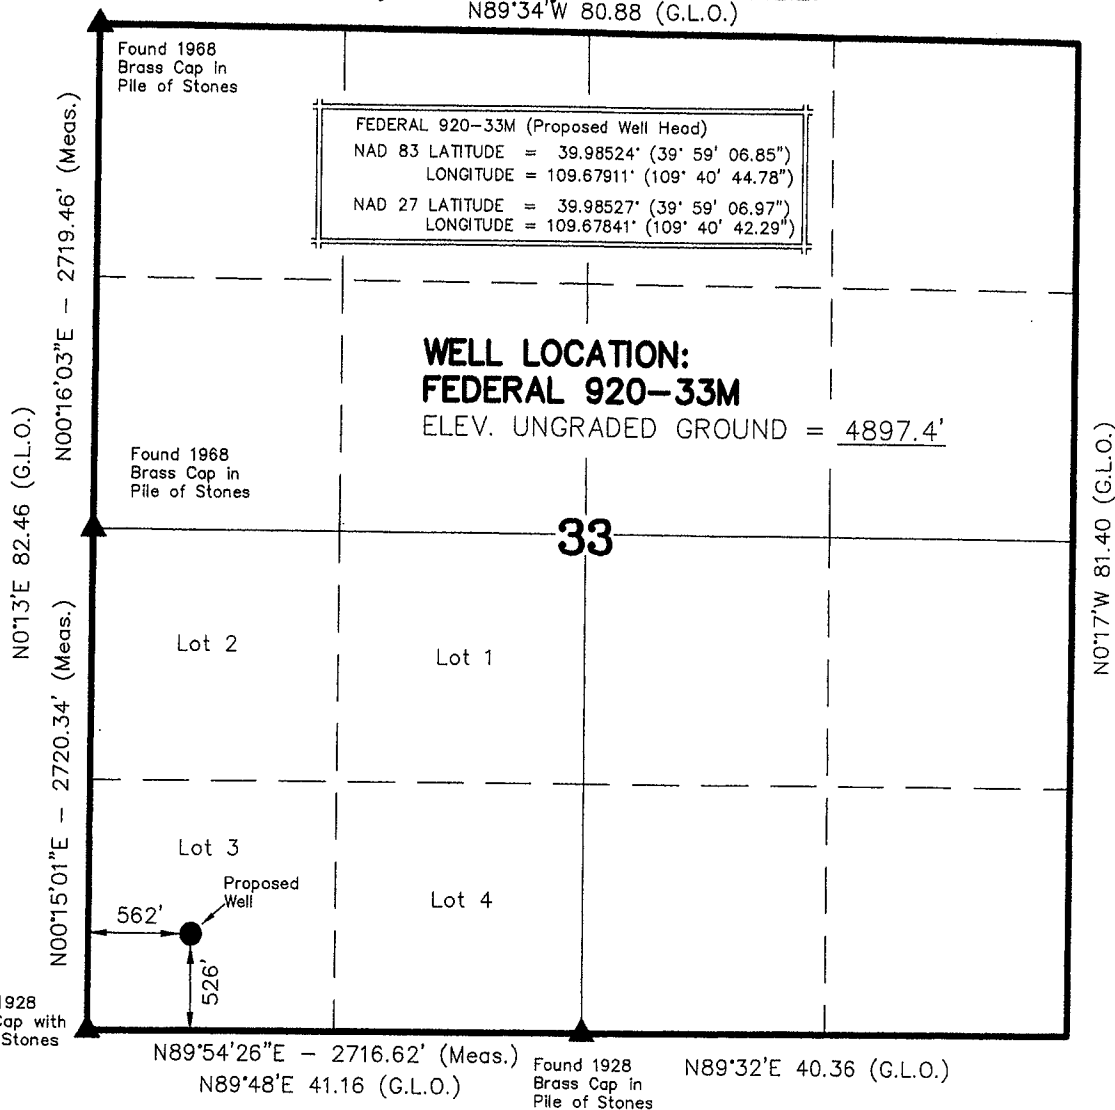 N89°34'W 80.88 (G.L.O.)
Found 1968
Brass Cap in
Pile of Stones
FEDERAL 920-33M (Proposed Well Head)
NAD 83 LATITUDE = 39.98524° (39° 59' 06.85")
LONGITUDE = 109.67911° (109° 40' 44.78")
NAD 27 LATITUDE = 39.98527° (39° 59' 06.97")
LONGITUDE = 109.67841° (109° 40' 42.29")
N00°16'03"E - 2719.46' (Meas.)
WELL LOCATION:
FEDERAL 920-33M
ELEV. UNGRADED GROUND = 4897.4'
N0°13'E 82.46 (G.L.O.)
Found 1968
Brass Cap in
Pile of Stones
N0°17'W 81.40 (G.L.O.)
33
Lot 2
Lot 1
N00°15'01"E - 2720.34' (Meas.)
Lot 3
Proposed
Well
Lot 4
562'
526'
1928
Cap with
Stones
N89°54'26"E - 2716.62' (Meas.)
N89°48'E 41.16 (G.L.O.)
Found 1928
Brass Cap in
Pile of Stones
N89°32'E 40.36 (G.L.O.)